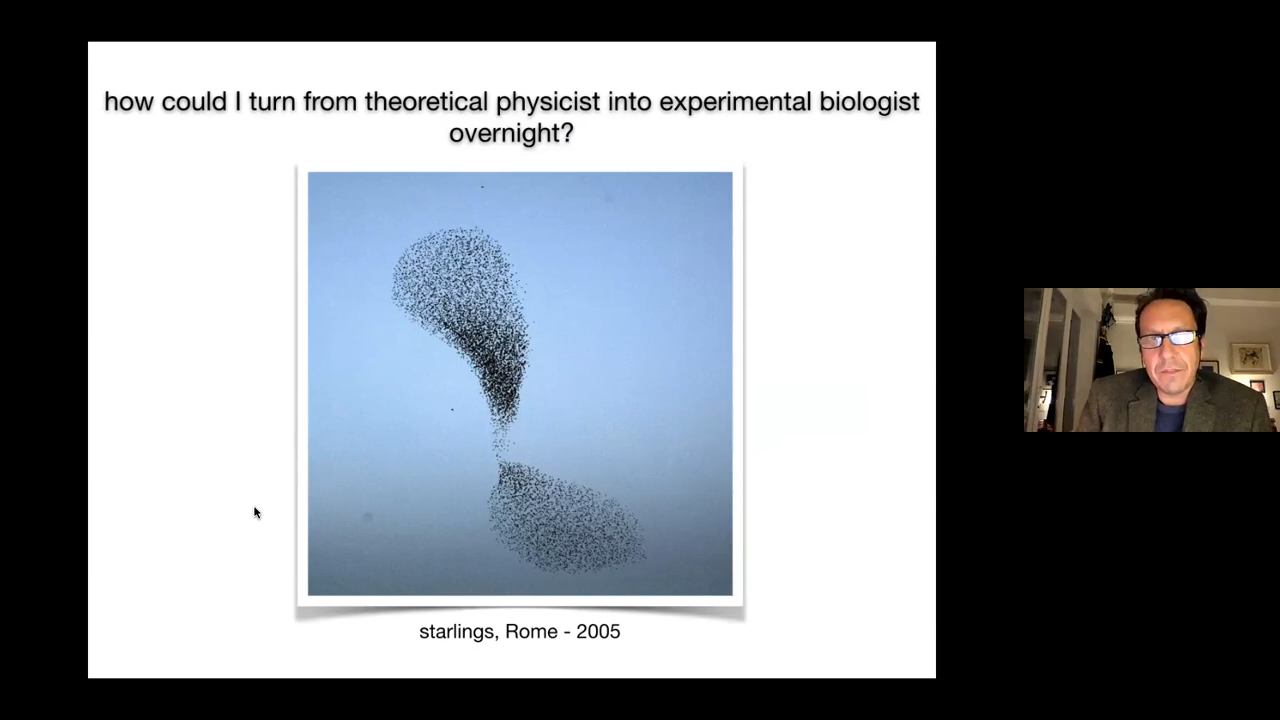 how could I turn from theoretical physicist into experimental biologist
overnight?
starlings, Rome - 2005